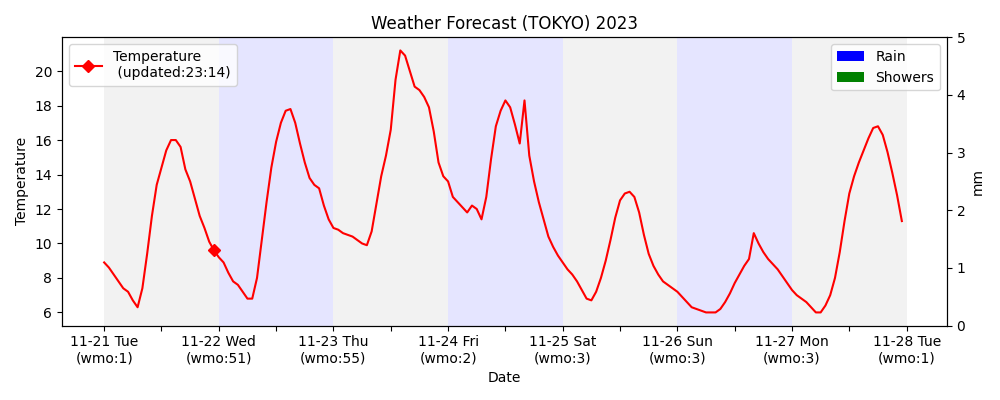 Weather Forecast (TOKYO) 2023
Temperature
(updated:23:14)
Rain
Showers
Temperature
20
18
16
14
12
10
8
6
5
4
3
2
1
0
mm
11-21 Tue
(wmo:1)
11-22 Wed
(wmo:51)
11-23 Thu
(wmo:55)
11-24 Fri
(wmo:2)
11-25 Sat
(wmo:3)
11-26 Sun
(wmo:3)
11-27 Mon
(wmo:3)
11-28 Tue
(wmo:1)
Date